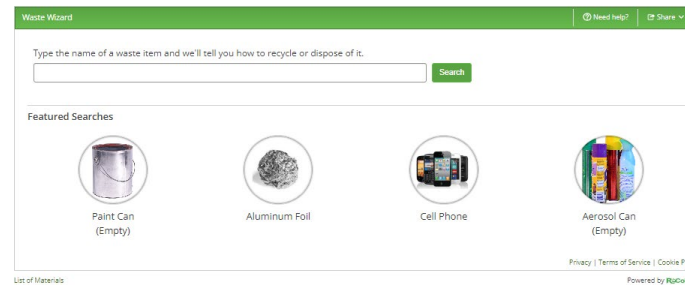 Waste Wizard
Need help?
Share
Type the name of a waste item and we'll tell you how to recycle or dispose of it.
Search
Featured Searches
Paint Can
(Empty)
Aluminum Foil
Cell Phone
Aerosol Can
(Empty)
Privacy | Terms of Service | Cookie P
List of Materials
Powered by ReCo